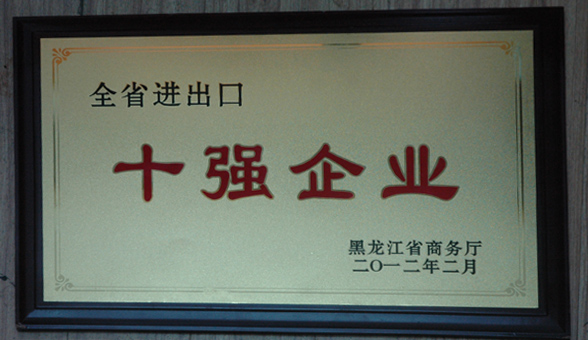 全省进出口
十强企业
黑龙江省商务厅
二〇一二年二月